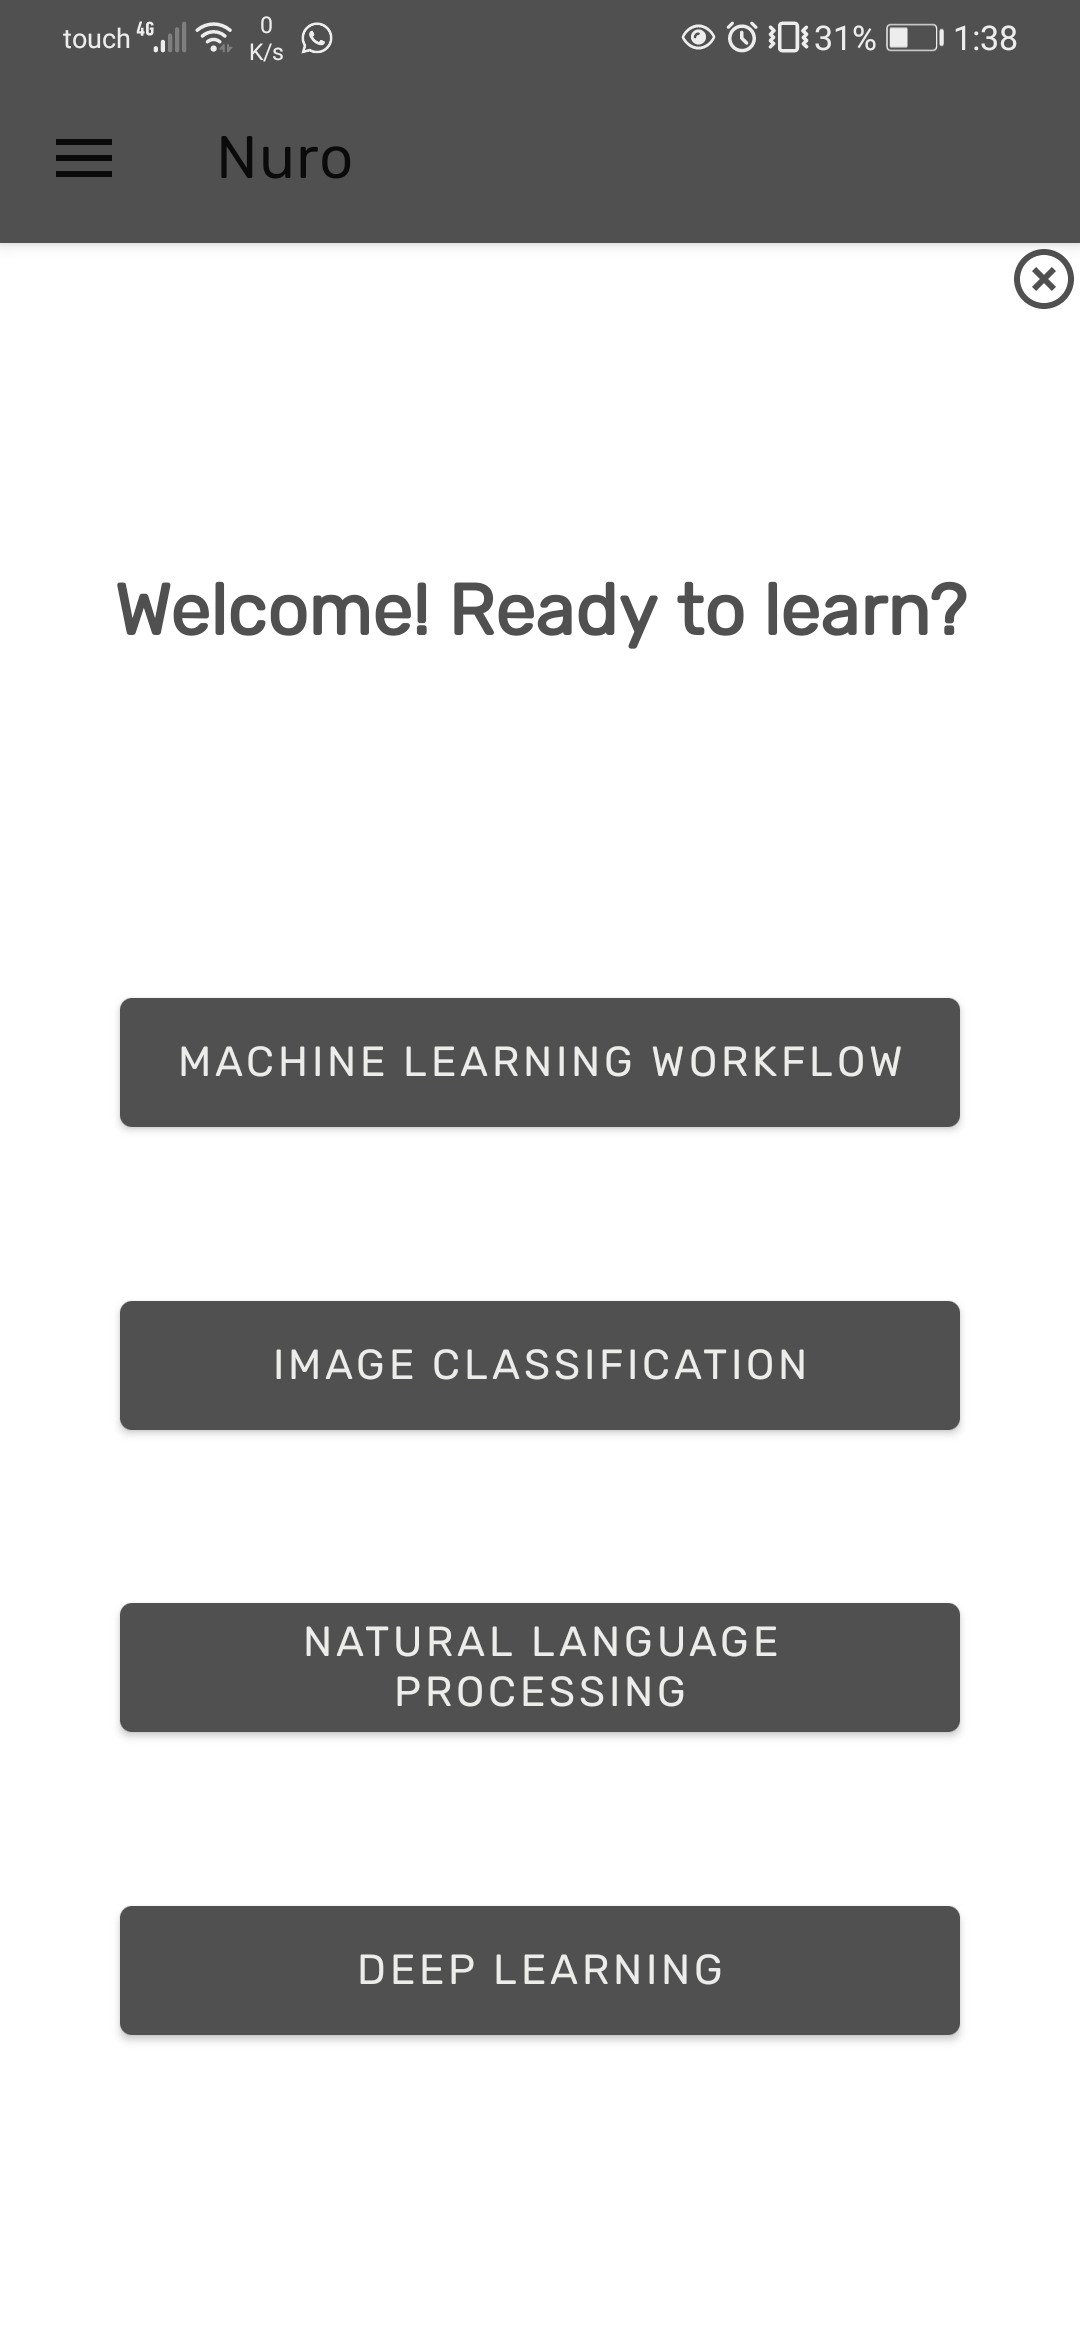 touch 4G 0 K/s 31% 1:38
Nuro
Welcome! Ready to learn?
MACHINE LEARNING WORKFLOW
IMAGE CLASSIFICATION
NATURAL LANGUAGE
PROCESSING
DEEP LEARNING